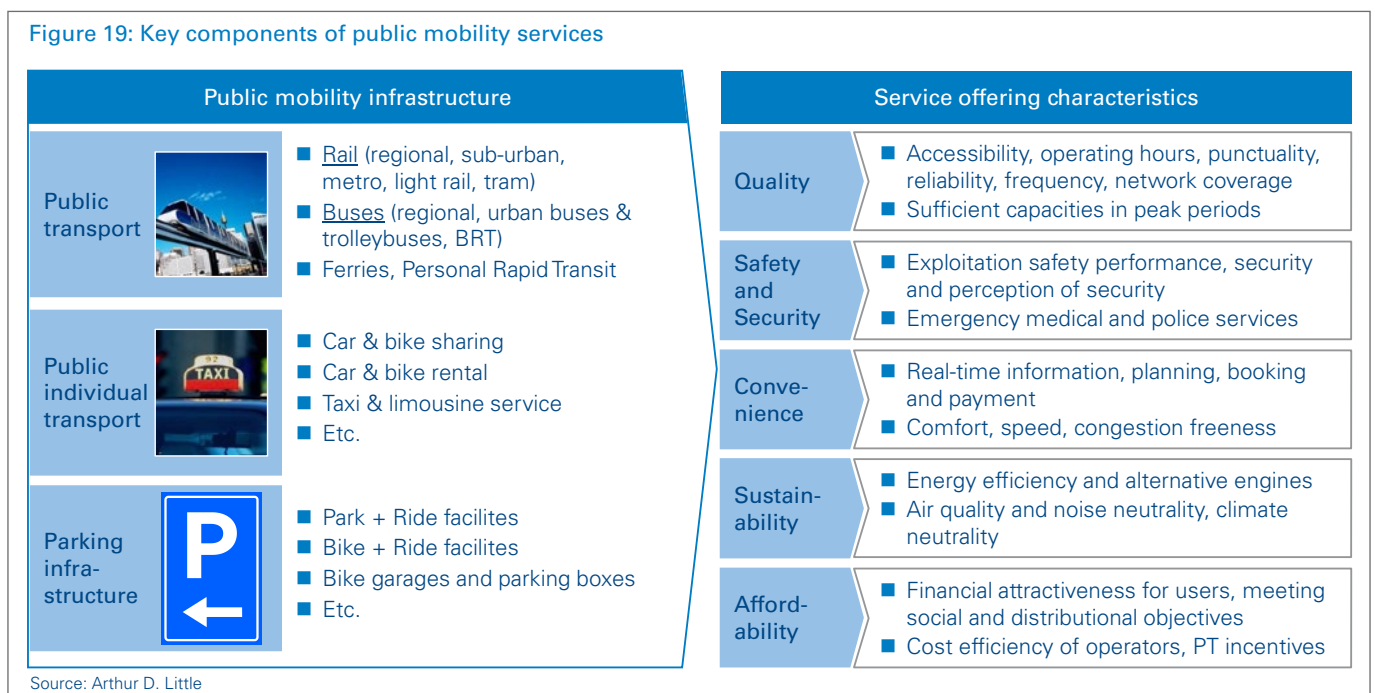 Figure 19: Key components of public mobility services
Public mobility infrastructure
Public
transport
■ Rail (regional, sub-urban,
metro, light rail, tram)
■ Buses (regional, urban buses &
trolleybuses, BRT)
■ Ferries, Personal Rapid Transit
Public
individual
transport
92
TAXI
■ Car & bike sharing
■ Car & bike rental
■ Taxi & limousine service
■ Etc.
Parking
infra-
structure
P
■ Park + Ride facilites
■ Bike + Ride facilites
■ Bike garages and parking boxes
■ Etc.
Service offering characteristics
Quality
■ Accessibility, operating hours, punctuality,
reliability, frequency, network coverage
■ Sufficient capacities in peak periods
Safety
and
Security
■ Exploitation safety performance, security
and perception of security
■ Emergency medical and police services
Conve-
nience
■ Real-time information, planning, booking
and payment
■ Comfort, speed, congestion freeness
Sustain-
ability
■ Energy efficiency and alternative engines
■ Air quality and noise neutrality, climate
neutrality
Afford-
ability
■ Financial attractiveness for users, meeting
social and distributional objectives
■ Cost efficiency of operators, PT incentives
Source: Arthur D. Little